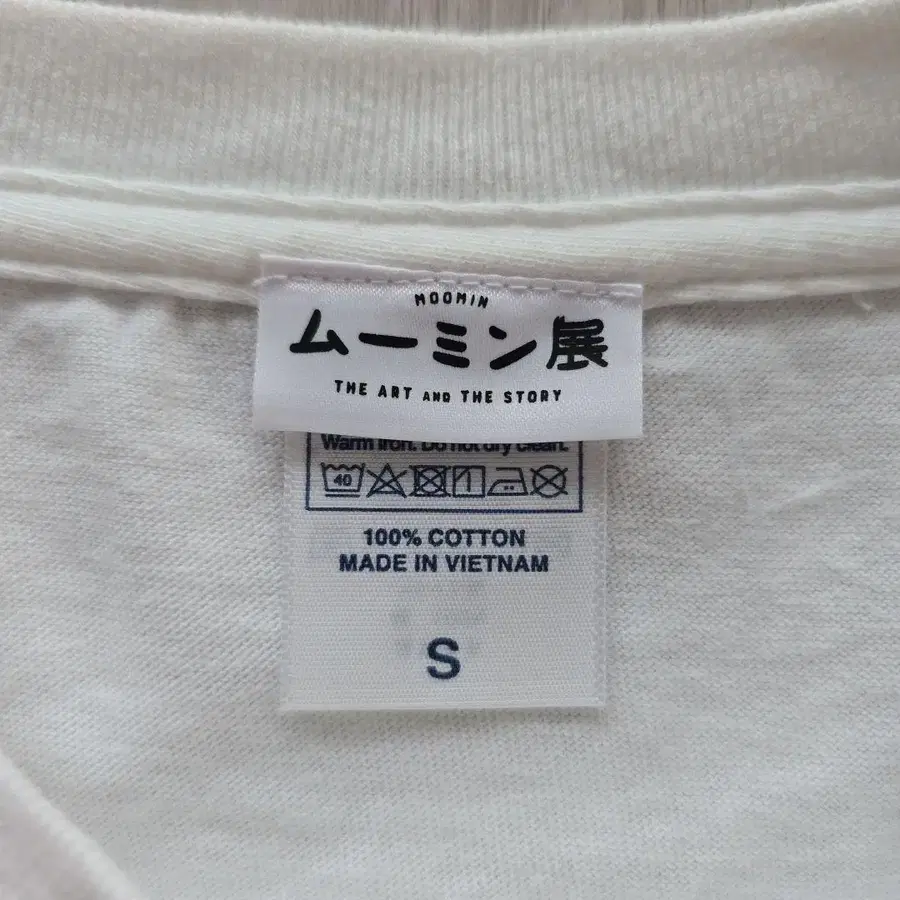 MOOMIN
ムーミン展
THE ART AND THE STORY
Warm iron. Do not dry clean.
40
100% COTTON
MADE IN VIETNAM
S